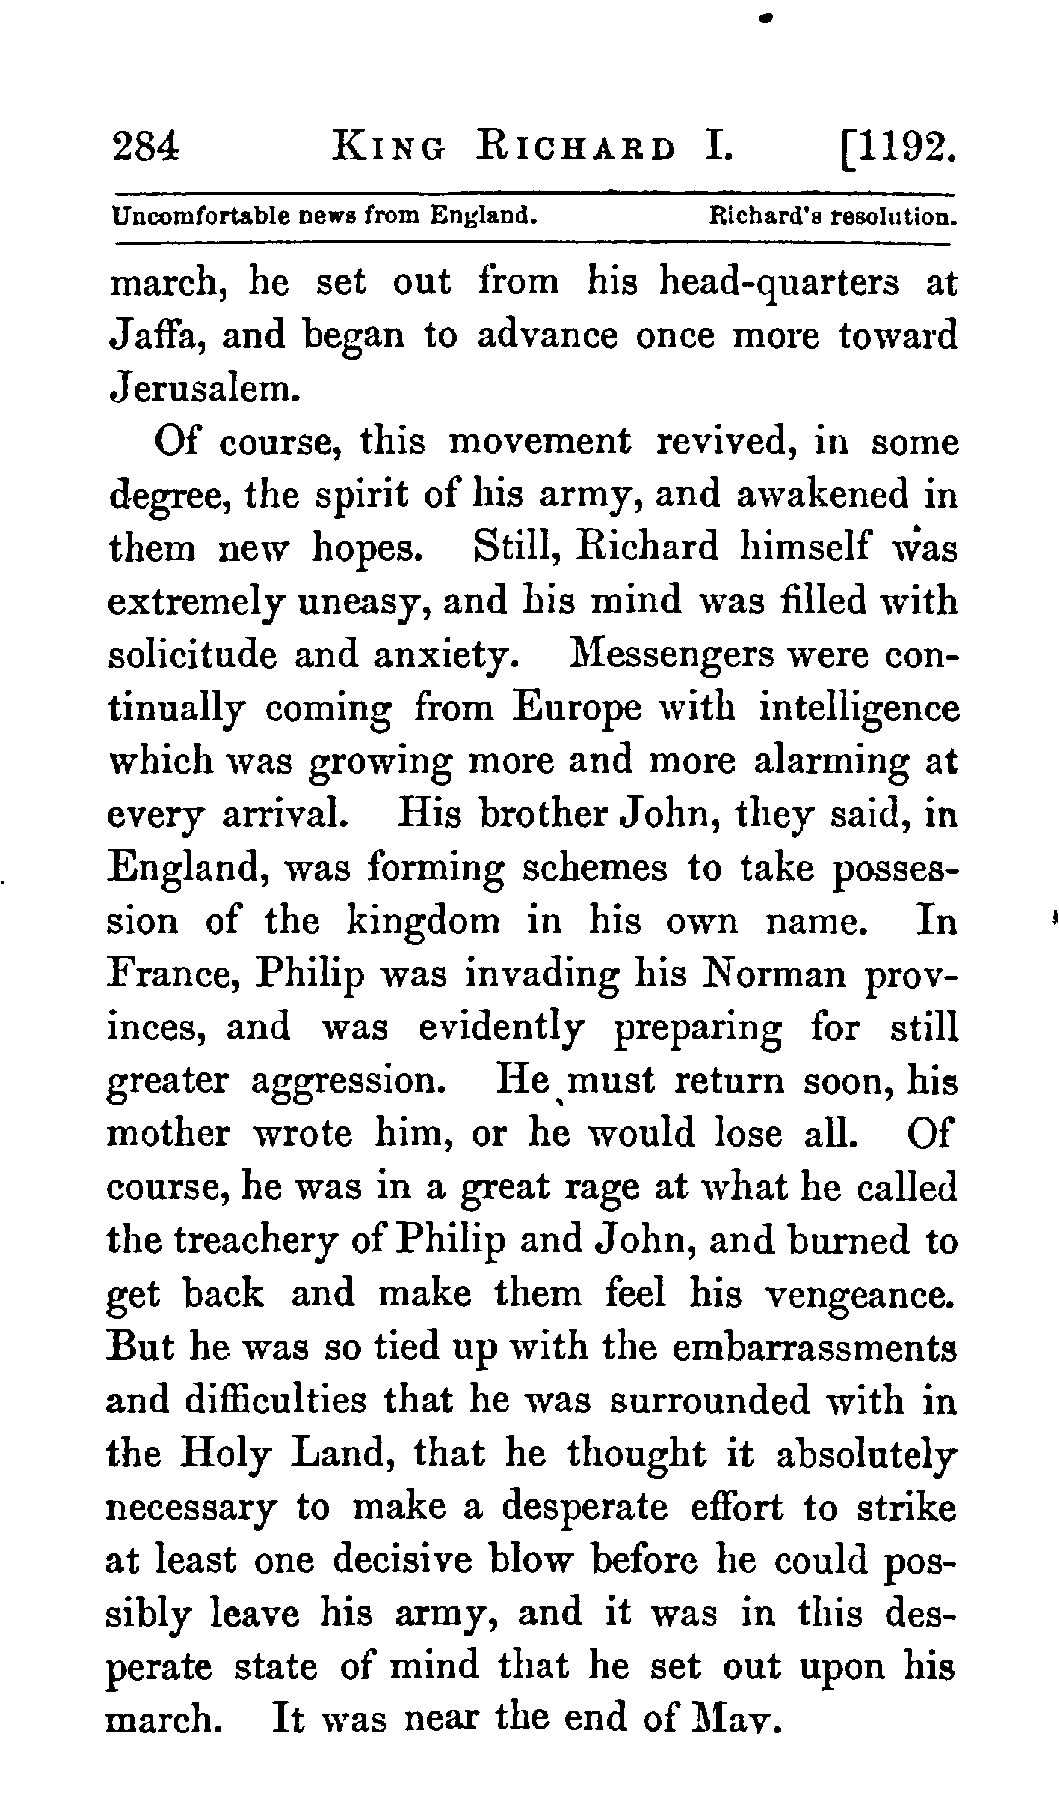 284 KING RICHARD I. [1192.
Uncomfortable news from England. Richard's resolution.
march, he set out from his head-quarters at
Jaffa, and began to advance once more toward
Jerusalem.
Of course, this movement revived, in some
degree, the spirit of his army, and awakened in
them new hopes. Still, Richard himself was
extremely uneasy, and his mind was filled with
solicitude and anxiety. Messengers were con-
tinually coming from Europe with intelligence
which was growing more and more alarming at
every arrival. His brother John, they said, in
England, was forming schemes to take posses-
sion of the kingdom in his own name. In
France, Philip was invading his Norman prov-
inces, and was evidently preparing for still
greater aggression. He must return soon, his
mother wrote him, or he would lose all. Of
course, he was in a great rage at what he called
the treachery of Philip and John, and burned to
get back and make them feel his vengeance.
But he was so tied up with the embarrassments
and difficulties that he was surrounded with in
the Holy Land, that he thought it absolutely
necessary to make a desperate effort to strike
at least one decisive blow before he could pos-
sibly leave his army, and it was in this des-
perate state of mind that he set out upon his
march. It was near the end of May.